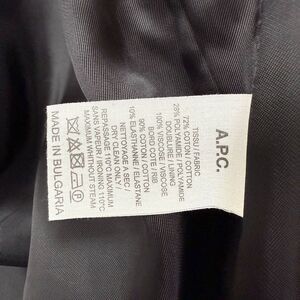 A.P.C.
TISSU / FABRIC
72% COTON / COTTON
28% POLYAMIDE / POLYAMIDE
DOUBLURE / LINING
100% VISCOSE / VISCOSE
BORD COTE / RIB
90% COTON / COTTON
10% ELASTHANNE / ELASTANE
NETTOYAGE A SEC /
DRY CLEAN ONLY /
REPASSAGE 110°C MAXIMUM
SANS VAPEUR / IRONING 110°C
MAXIMUM WITHOUT STEAM
MADE IN BULGARIA